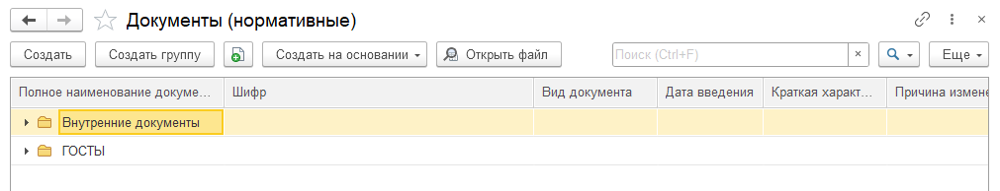 Документы (нормативные)
Создать Создать группу Создать на основании Открыть файл Поиск (Ctrl+F) × Еще
Полное наименование докуме... Шифр Вид документа Дата введения Краткая характ... Причина измене
Внутренние документы
ГОСТЫ